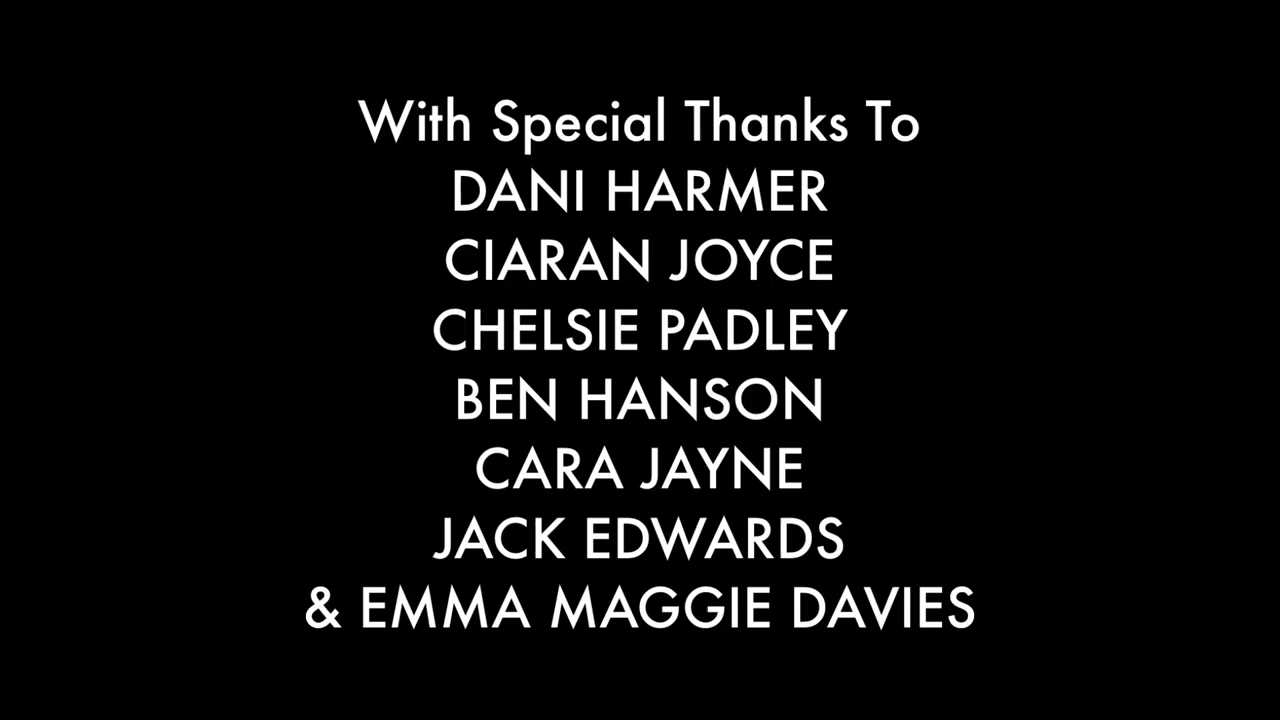 With Special Thanks To
DANI HARMER
CIARAN JOYCE
CHELSIE PADLEY
BEN HANSON
CARA JAYNE
JACK EDWARDS
& EMMA MAGGIE DAVIES